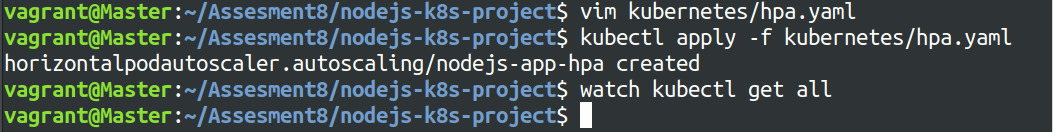 vagrant@Master:~/Assesment8/nodejs-k8s-project$ vim kubernetes/hpa.yaml
vagrant@Master:~/Assesment8/nodejs-k8s-project$ kubectl apply -f kubernetes/hpa.yaml
horizontalpodautoscaler.autoscaling/nodejs-app-hpa created
vagrant@Master:~/Assesment8/nodejs-k8s-project$ watch kubectl get all
vagrant@Master:~/Assesment8/nodejs-k8s-project$